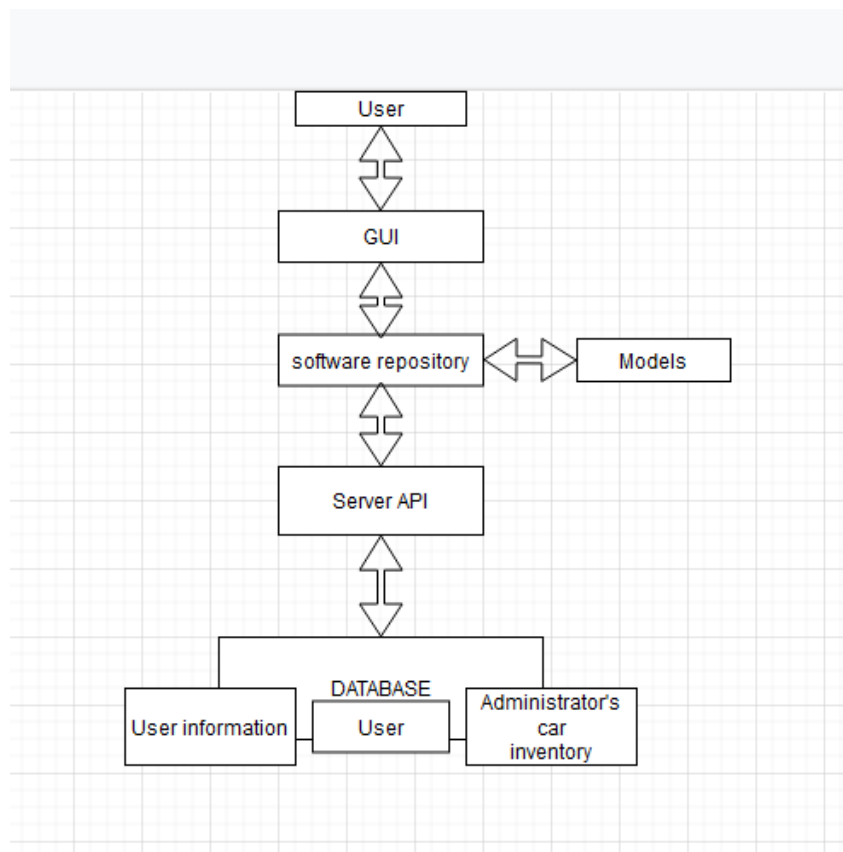 User
GUI
software repository
Models
Server API
DATABASE
User information
User
Administrator's
car
inventory